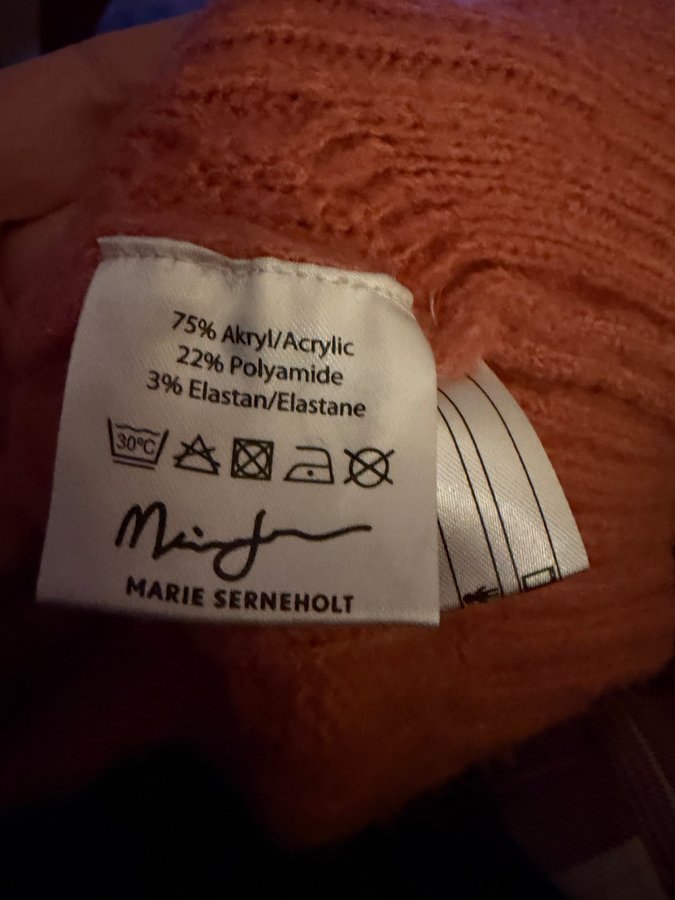 75% Akryl/Acrylic
22% Polyamide
3% Elastan/Elastane
30°C
MARIE SERNEHOLT